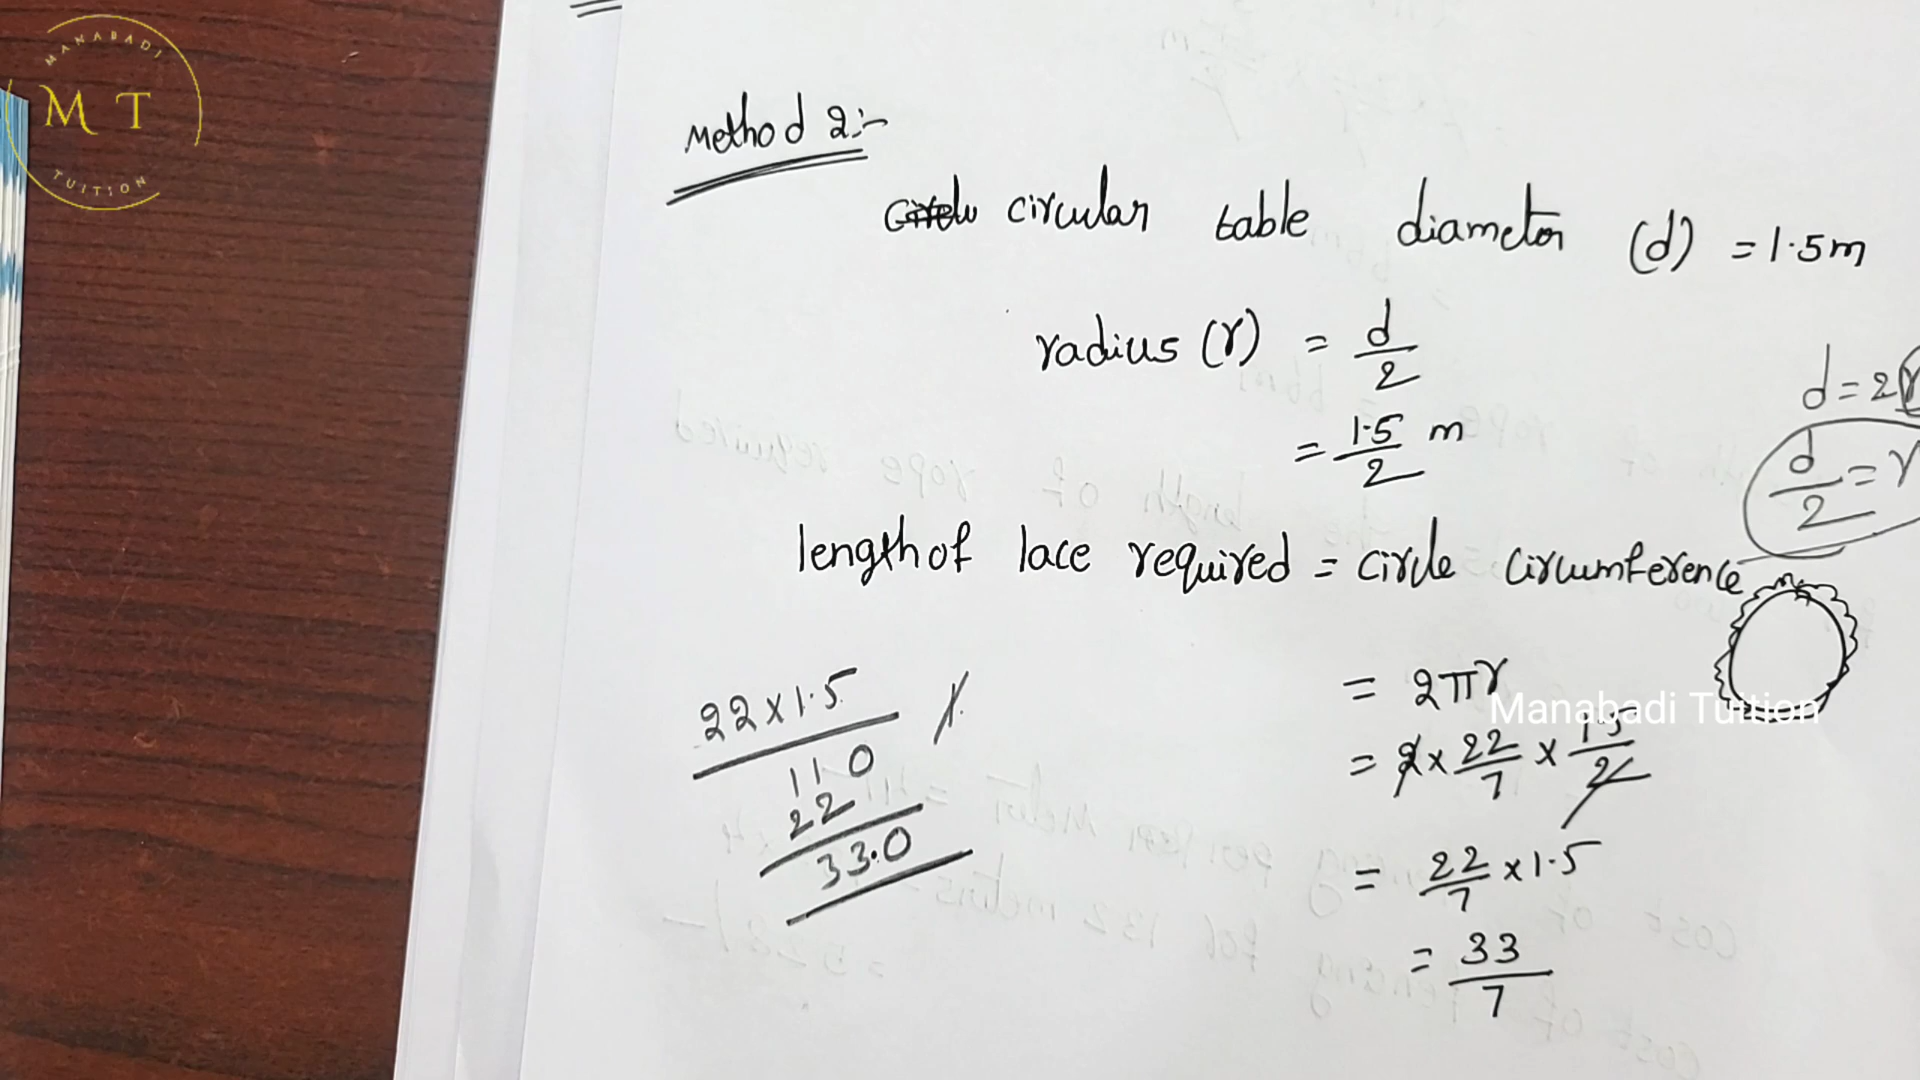 MANABADI
M T
TUITION
Method 2:-
circular table diameter (d) = 1.5m
radius (r) = d/2
= 1.5/2 m
d = 2r
d/2 = r
length of lace required = circle circumference
= 2πr
Manabadi Tuition
= 2 x 22/7 x 1.5/2
= 22/7 x 1.5
= 33/7
22 x 1.5
110
22
33.0